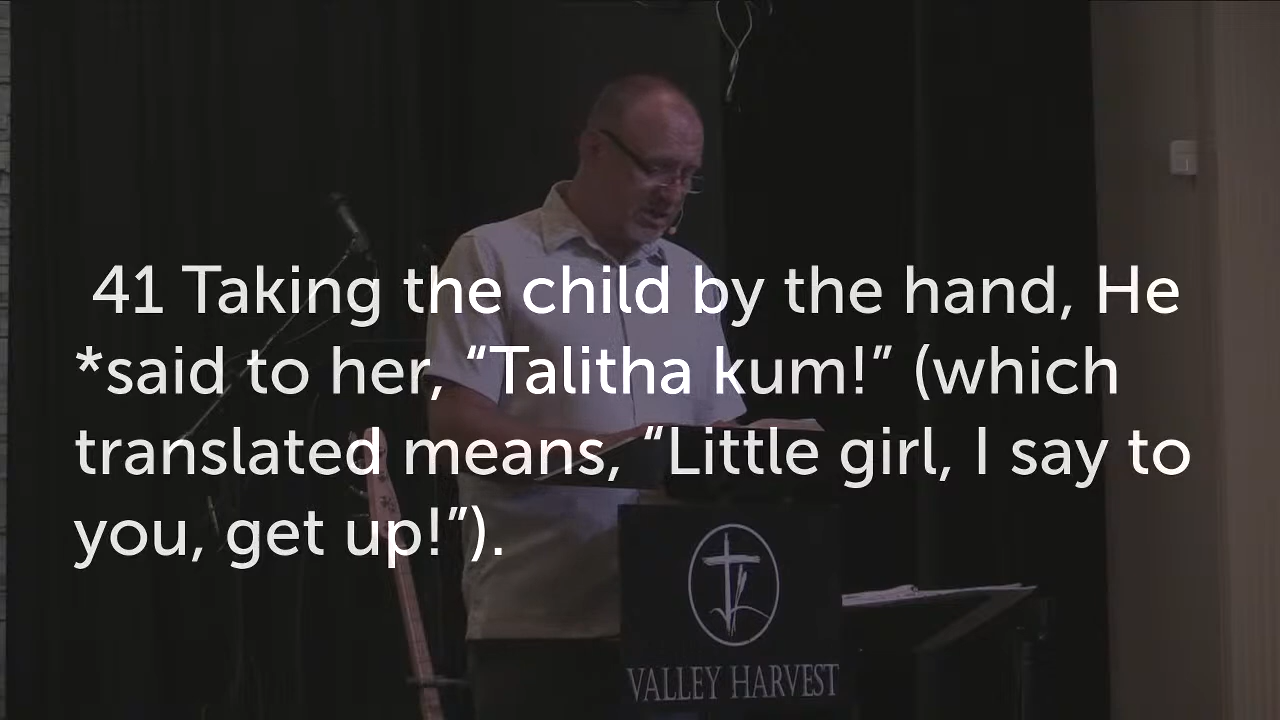 41 Taking the child by the hand, He
*said to her, “Talitha kum!” (which
translated means, “Little girl, I say to
you, get up!”).
VALLEY HARVEST